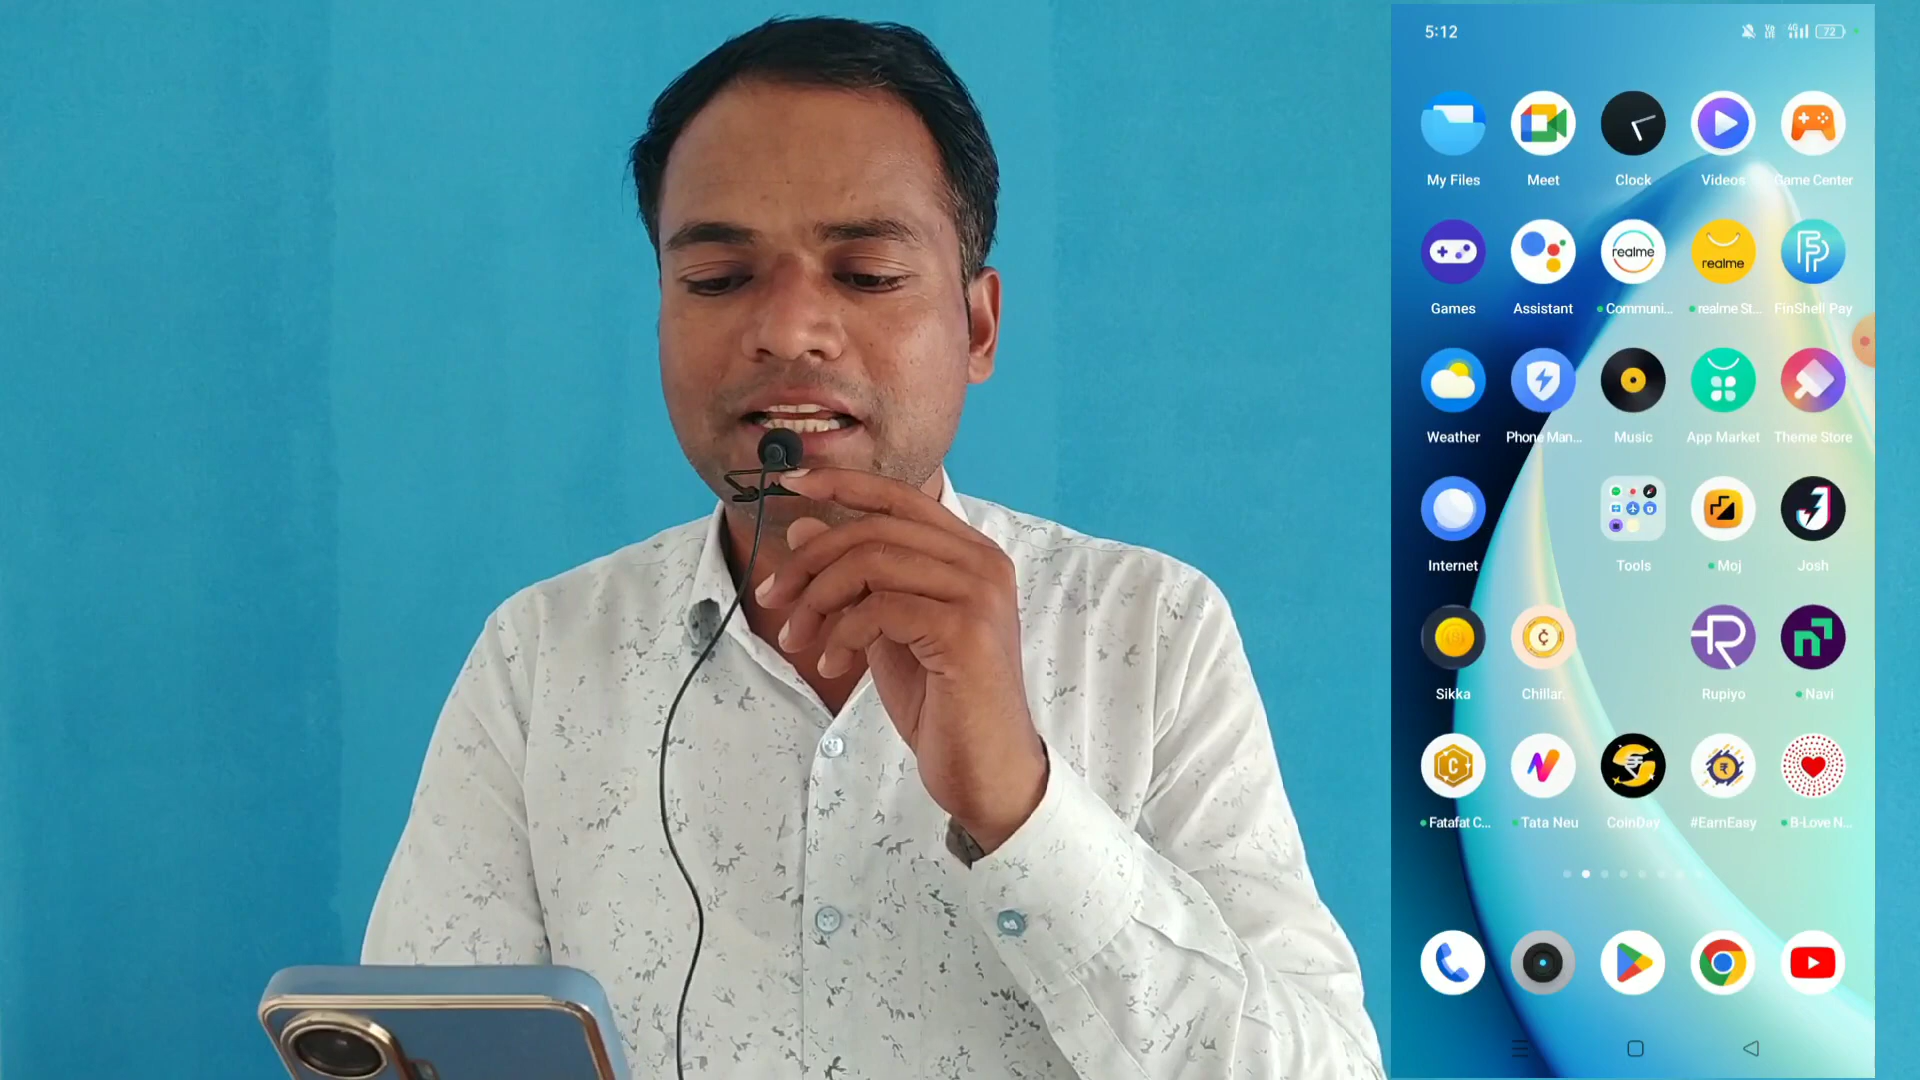 5:12
72
My Files Meet Clock Videos Game Center
realme realme
Games Assistant Communi... realme St... FinShell Pay
Weather Phone Man... Music App Market Theme Store
Internet Tools Moj Josh
Sikka Chillar Rupiyo Navi
Fatafat C... Tata Neu CoinDay #EarnEasy B-Love N...